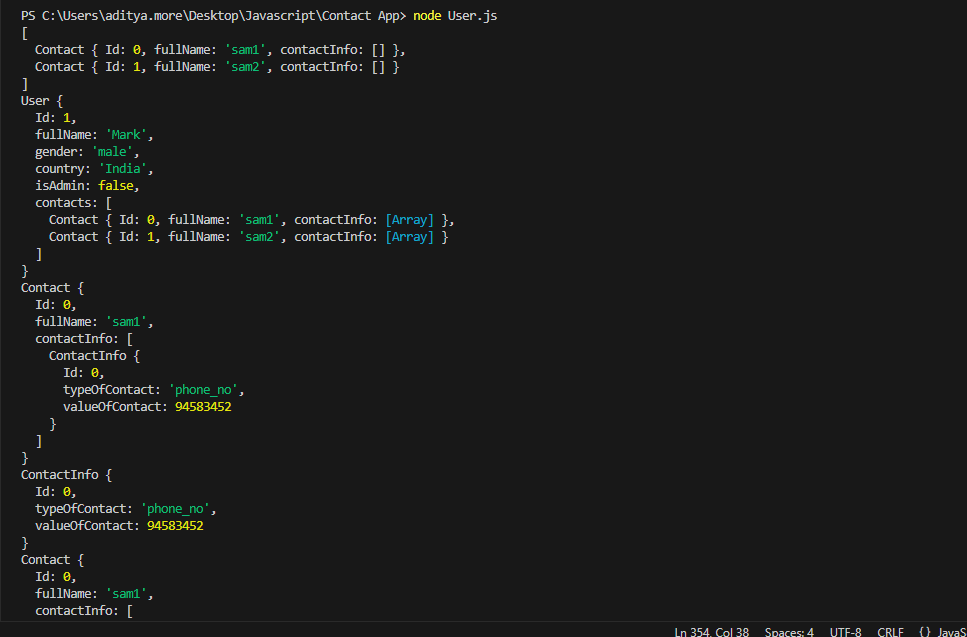 PS C:\Users\aditya.more\Desktop\Javascript\Contact App> node User.js
[
  Contact { Id: 0, fullName: 'sam1', contactInfo: [] },
  Contact { Id: 1, fullName: 'sam2', contactInfo: [] }
]
User {
  Id: 1,
  fullName: 'Mark',
  gender: 'male',
  country: 'India',
  isAdmin: false,
  contacts: [
    Contact { Id: 0, fullName: 'sam1', contactInfo: [Array] },
    Contact { Id: 1, fullName: 'sam2', contactInfo: [Array] }
  ]
}
Contact {
  Id: 0,
  fullName: 'sam1',
  contactInfo: [
    ContactInfo {
      Id: 0,
      typeOfContact: 'phone_no',
      valueOfContact: 94583452
    }
  ]
}
ContactInfo {
  Id: 0,
  typeOfContact: 'phone_no',
  valueOfContact: 94583452
}
Contact {
  Id: 0,
  fullName: 'sam1',
  contactInfo: [
Ln 354, Col 38 Spaces: 4 UTF-8 CRLF {} JavaS